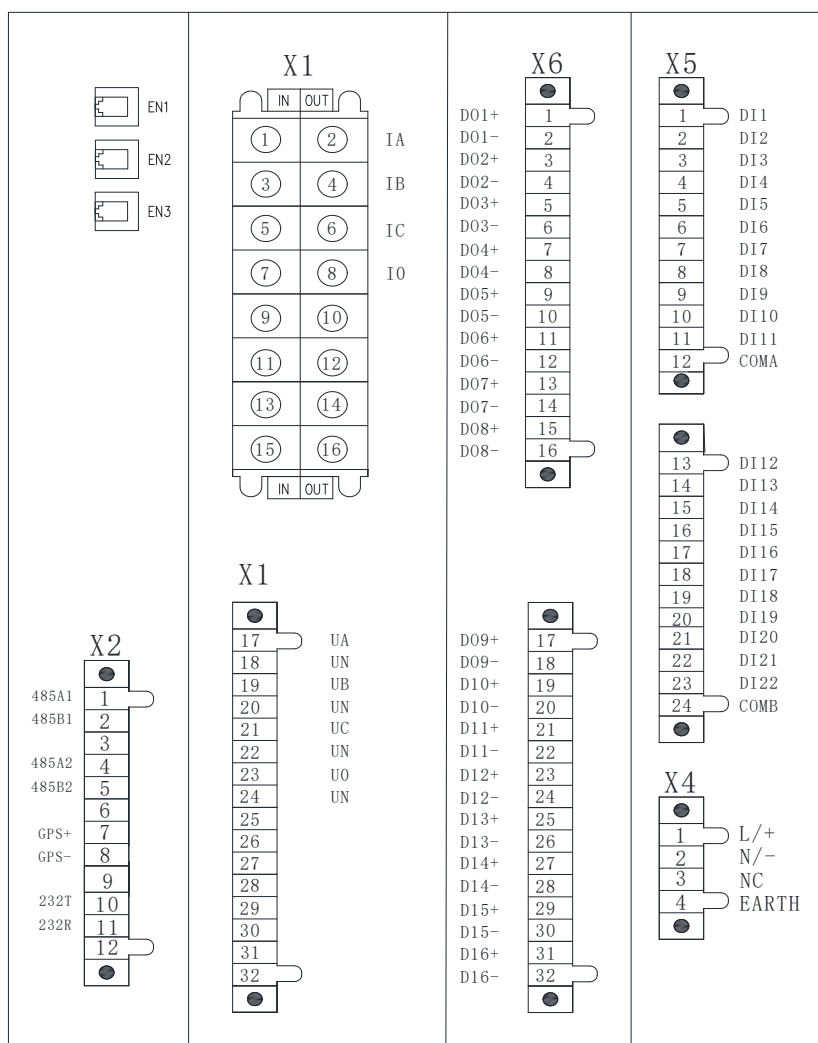 EN1
EN2
EN3
X2
485A1 1
485B1 2
3
485A2 4
485B2 5
6
GPS+ 7
GPS- 8
9
232T 10
232R 11
12
X1
IN OUT
1 2 IA
3 4 IB
5 6 IC
7 8 I0
9 10
11 12
13 14
15 16
IN OUT
X1
17 UA
18 UN
19 UB
20 UN
21 UC
22 UN
23 U0
24 UN
25
26
27
28
29
30
31
32
X6
DO1+ 1
DO1- 2
DO2+ 3
DO2- 4
DO3+ 5
DO3- 6
DO4+ 7
DO4- 8
DO5+ 9
DO5- 10
DO6+ 11
DO6- 12
DO7+ 13
DO7- 14
DO8+ 15
DO8- 16
DO9+ 17
DO9- 18
D10+ 19
D10- 20
D11+ 21
D11- 22
D12+ 23
D12- 24
D13+ 25
D13- 26
D14+ 27
D14- 28
D15+ 29
D15- 30
D16+ 31
D16- 32
X5
1 DI1
2 DI2
3 DI3
4 DI4
5 DI5
6 DI6
7 DI7
8 DI8
9 DI9
10 DI10
11 DI11
12 COMA
13 DI12
14 DI13
15 DI14
16 DI15
17 DI16
18 DI17
19 DI18
20 DI19
21 DI20
22 DI21
23 DI22
24 COMB
X4
1 L/+
2 N/-
3 NC
4 EARTH